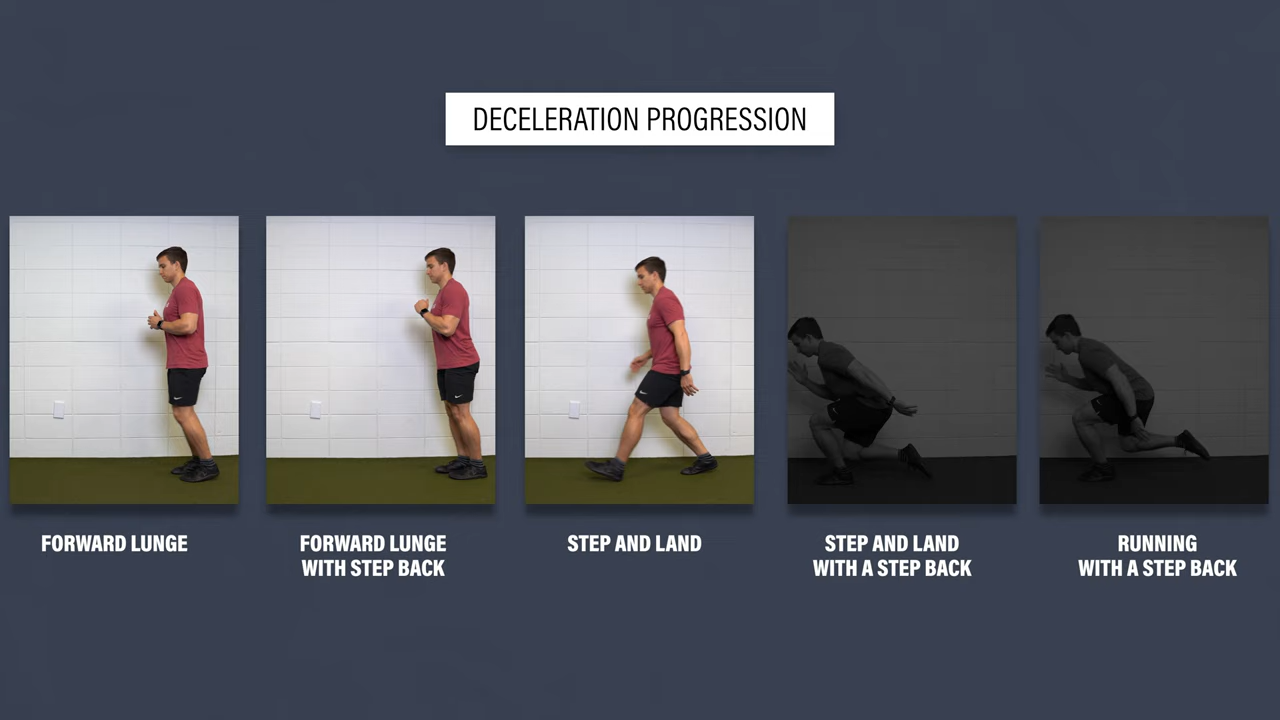 DECELERATION PROGRESSION
FORWARD LUNGE
FORWARD LUNGE
WITH STEP BACK
STEP AND LAND
STEP AND LAND
WITH A STEP BACK
RUNNING
WITH A STEP BACK